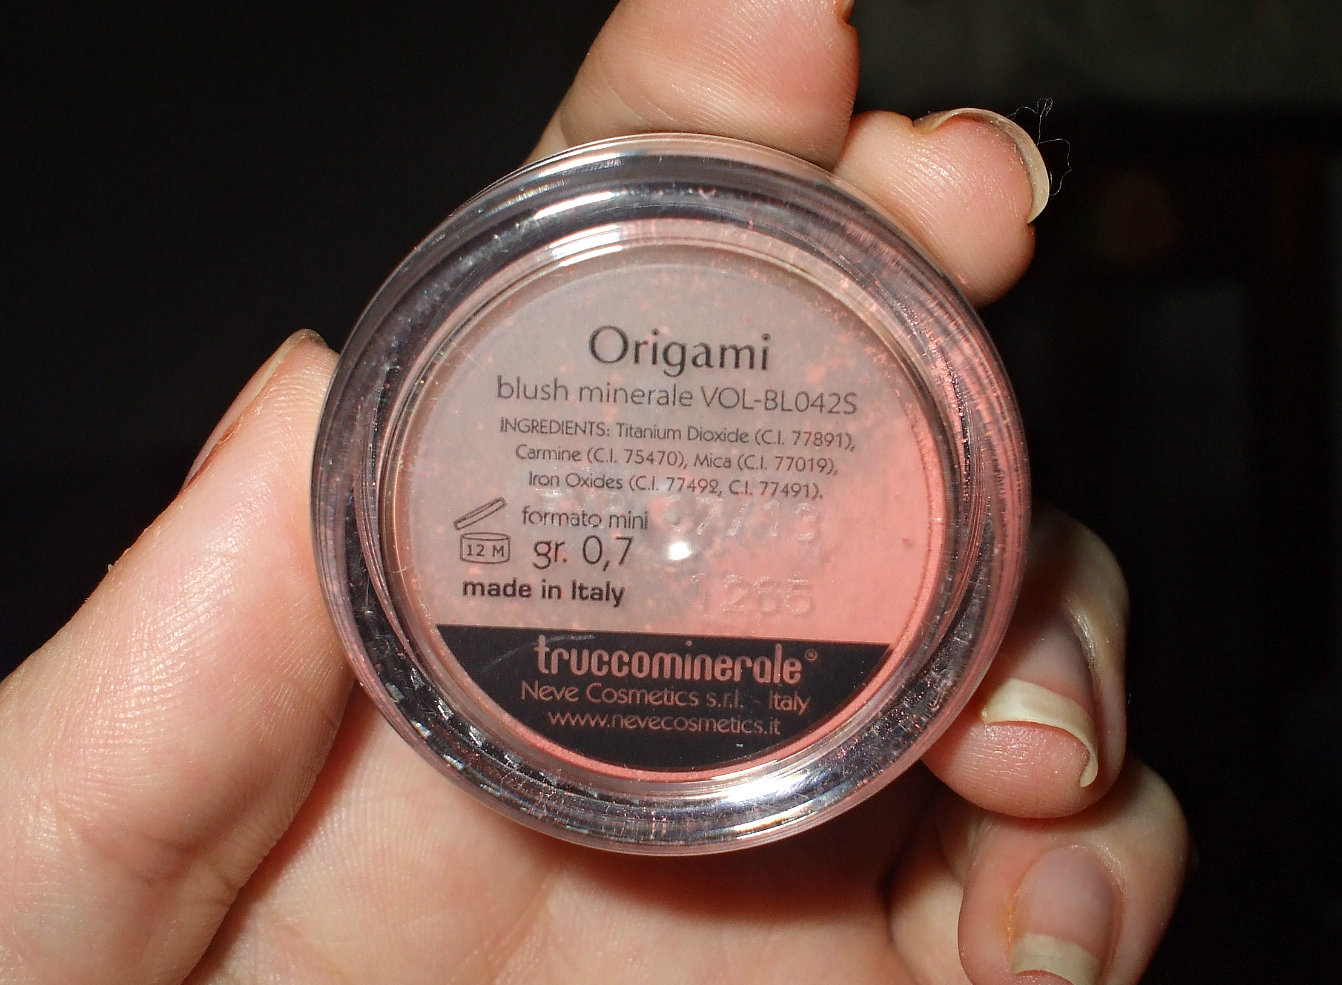 Origami
blush minerale VOL-BL042S
INGREDIENTS: Titanium Dioxide (C.I. 77891),
Carmine (C.I. 75470), Mica (C.I. 77019),
Iron Oxides (C.I. 77492, C.I. 77491).
formato mini
12 M gr. 0,7
made in Italy
1265
truccominerale®
Neve Cosmetics s.r.l. - Italy
www.nevecosmetics.it